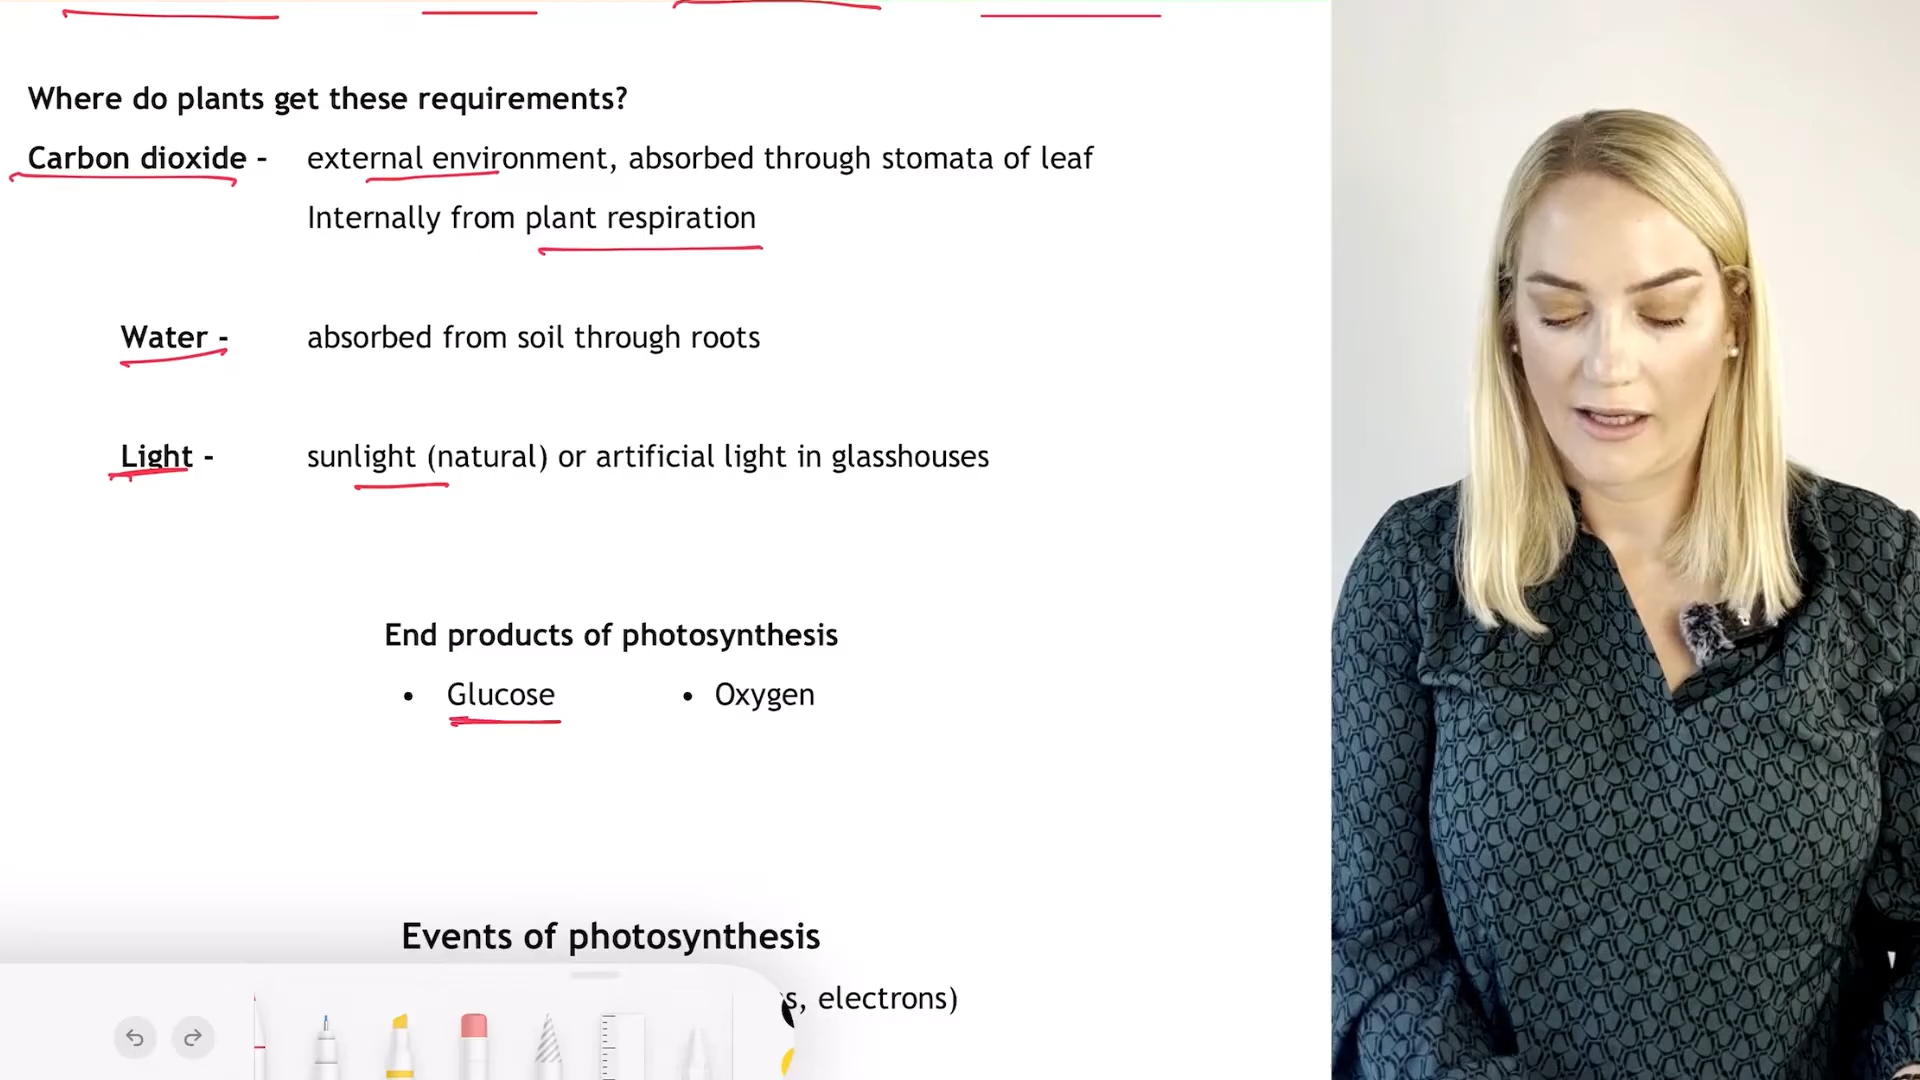 Where do plants get these requirements?
Carbon dioxide - external environment, absorbed through stomata of leaf
Internally from plant respiration
Water - absorbed from soil through roots
Light - sunlight (natural) or artificial light in glasshouses
End products of photosynthesis
• Glucose • Oxygen
Events of photosynthesis
s, electrons)